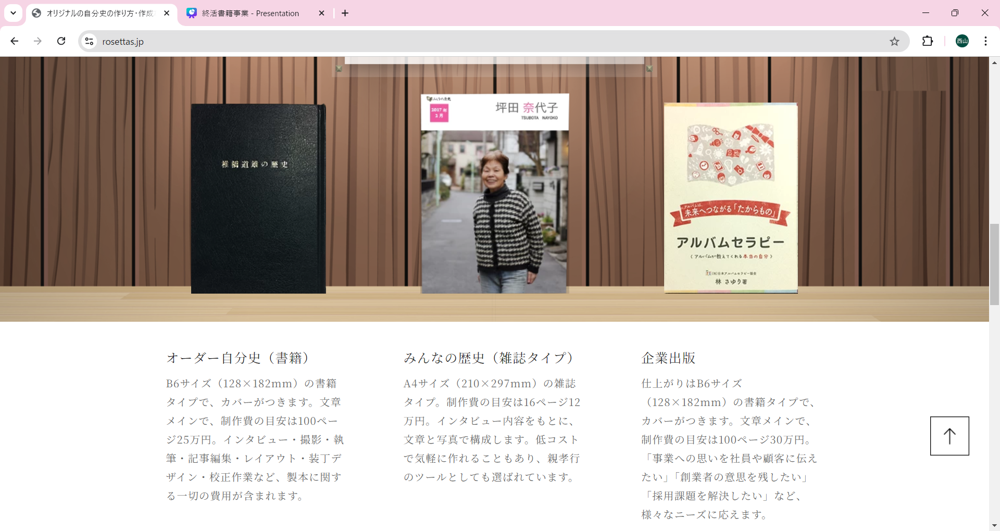 オリジナルの自分史の作り方･作成
終活書籍事業 - Presentation
rosettas.jp
西山
椎橋道雄の歴史
みんなの歴史
2017年
2月
坪田 奈代子
TSUBOTA NAYOKO
アルバムは、
未来へつながる「たからもの」
アルバムセラピー
（アルバムが教えてくれる本当の自分）
(社)日本アルバムセラピー協会
林 さゆり著
オーダー自分史（書籍）
B6サイズ（128×182mm）の書籍
タイプで、カバーがつきます。文章
メインで、制作費の目安は100ペー
ジ25万円。インタビュー・撮影・執
筆・記事編集・レイアウト・装丁デ
ザイン・校正作業など、製本に関す
る一切の費用が含まれます。
みんなの歴史（雑誌タイプ）
A4サイズ（210×297mm）の雑誌
タイプ。制作費の目安は16ページ12
万円。インタビュー内容をもとに、
文章と写真で構成します。低コスト
で気軽に作れることもあり、親孝行
のツールとしても選ばれています。
企業出版
仕上がりはB6サイズ
（128×182mm）の書籍タイプで、
カバーがつきます。文章メインで、
制作費の目安は100ページ30万円。
「事業への思いを社員や顧客に伝え
たい」「創業者の意思を残したい」
「採用課題を解決したい」など、
様々なニーズに応えます。